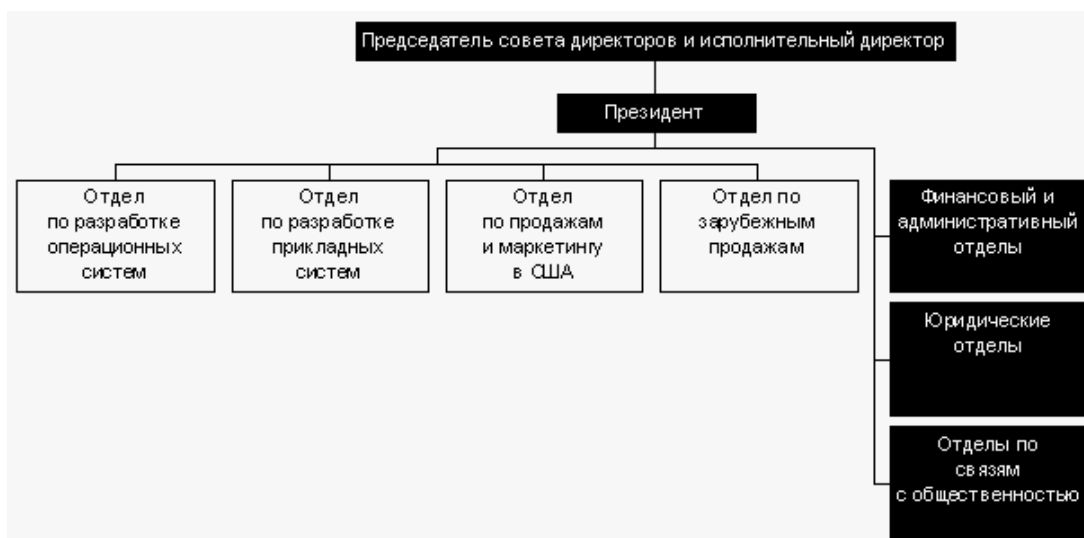 Председатель совета директоров и исполнительный директор
Президент
Отдел
по разработке
операционных
систем
Отдел
по разработке
прикладных
систем
Отдел
по продажам
и маркетингу
в США
Отдел по
зарубежным
продажам
Финансовый и
административный
отделы
Юридические
отделы
Отделы по
связям
с общественностью